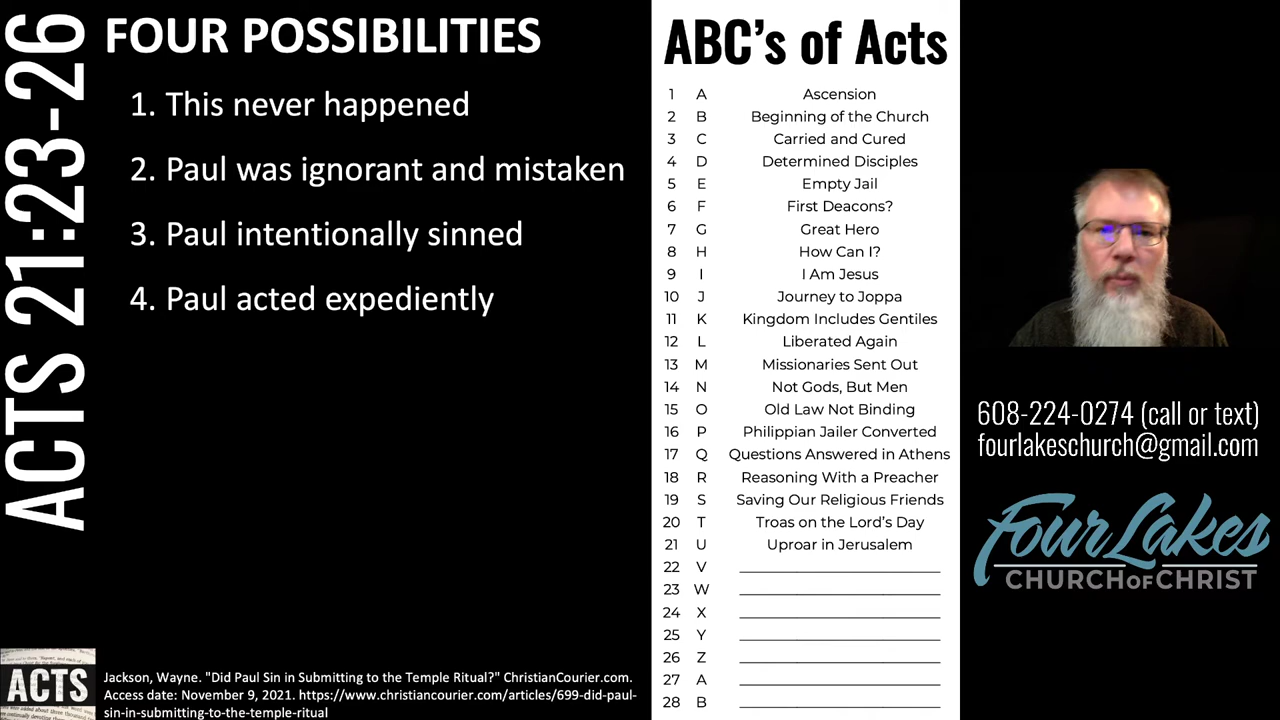 ACTS 21:23-26
FOUR POSSIBILITIES
1. This never happened
2. Paul was ignorant and mistaken
3. Paul intentionally sinned
4. Paul acted expediently
ACTS
Jackson, Wayne. "Did Paul Sin in Submitting to the Temple Ritual?" ChristianCourier.com.
Access date: November 9, 2021. https://www.christiancourier.com/articles/699-did-paul-
sin-in-submitting-to-the-temple-ritual
ABC's of Acts
1 A Ascension
2 B Beginning of the Church
3 C Carried and Cured
4 D Determined Disciples
5 E Empty Jail
6 F First Deacons?
7 G Great Hero
8 H How Can I?
9 I I Am Jesus
10 J Journey to Joppa
11 K Kingdom Includes Gentiles
12 L Liberated Again
13 M Missionaries Sent Out
14 N Not Gods, But Men
15 O Old Law Not Binding
16 P Philippian Jailer Converted
17 Q Questions Answered in Athens
18 R Reasoning With a Preacher
19 S Saving Our Religious Friends
20 T Troas on the Lord's Day
21 U Uproar in Jerusalem
22 V
23 W
24 X
25 Y
26 Z
27 A
28 B
608-224-0274 (call or text)
fourlakeschurch@gmail.com
Four Lakes
CHURCH OF CHRIST